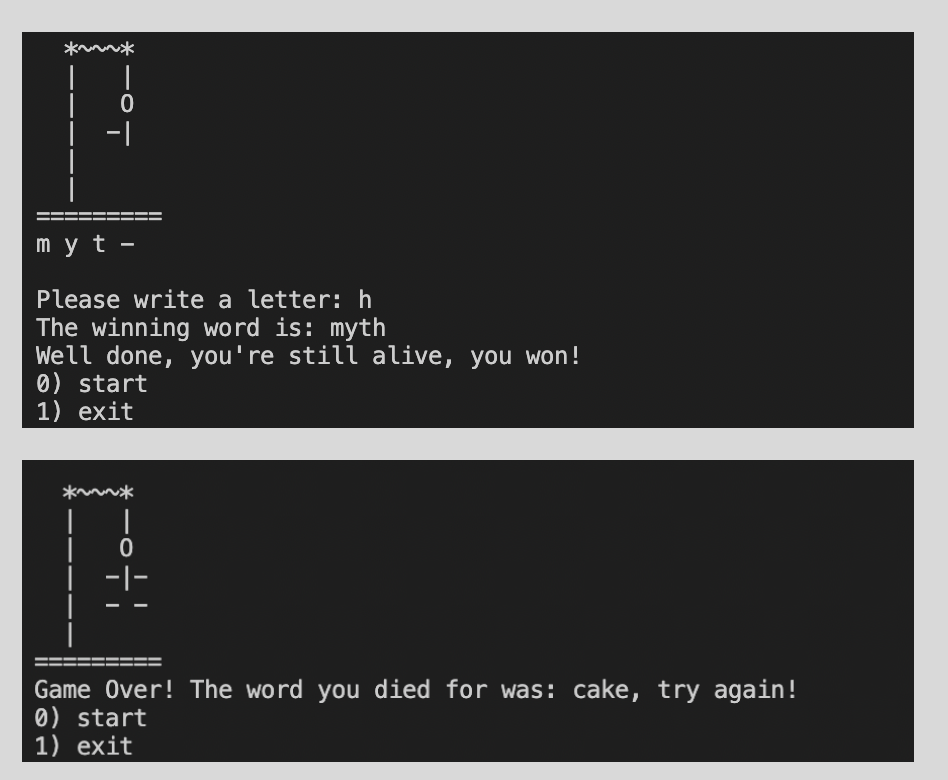 *~~~*
  |   |
  |   O
  |  -|
  |
  |
=========
m y t -
Please write a letter: h
The winning word is: myth
Well done, you're still alive, you won!
0) start
1) exit
  *~~~*
  |   |
  |   O
  |  -|-
  |  - -
  |
=========
Game Over! The word you died for was: cake, try again!
0) start
1) exit